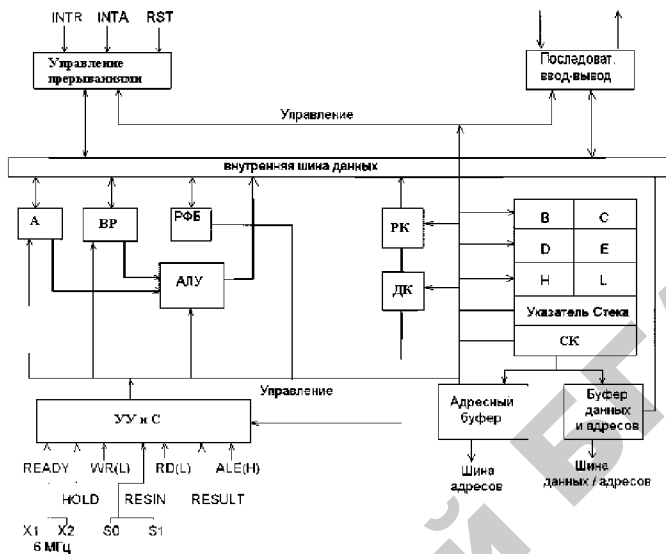 INTR INTA RST
Управление
прерываниями
Последоват.
ввод-вывод
Управление
внутренняя шина данных
А ВР РФБ РК В С
D E
АЛУ ДК H L
Указатель Стека
СК
Управление
УУ и С
Адресный
буфер
Буфер
данных
и адресов
READY WR(L) RD(L) ALE(H)
Шина
адресов
Шина
данных / адресов
HOLD RESIN RESULT
X1 X2 S0 S1
6 МГц